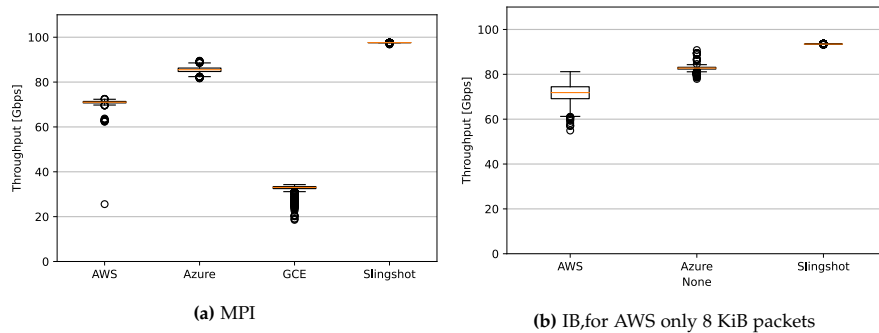 100
80
60
40
20
0
Throughput [Gbps]
AWS
Azure
GCE
Slingshot
(a) MPI
100
80
60
40
20
0
Throughput [Gbps]
AWS
Azure
Slingshot
None
(b) IB,for AWS only 8 KiB packets